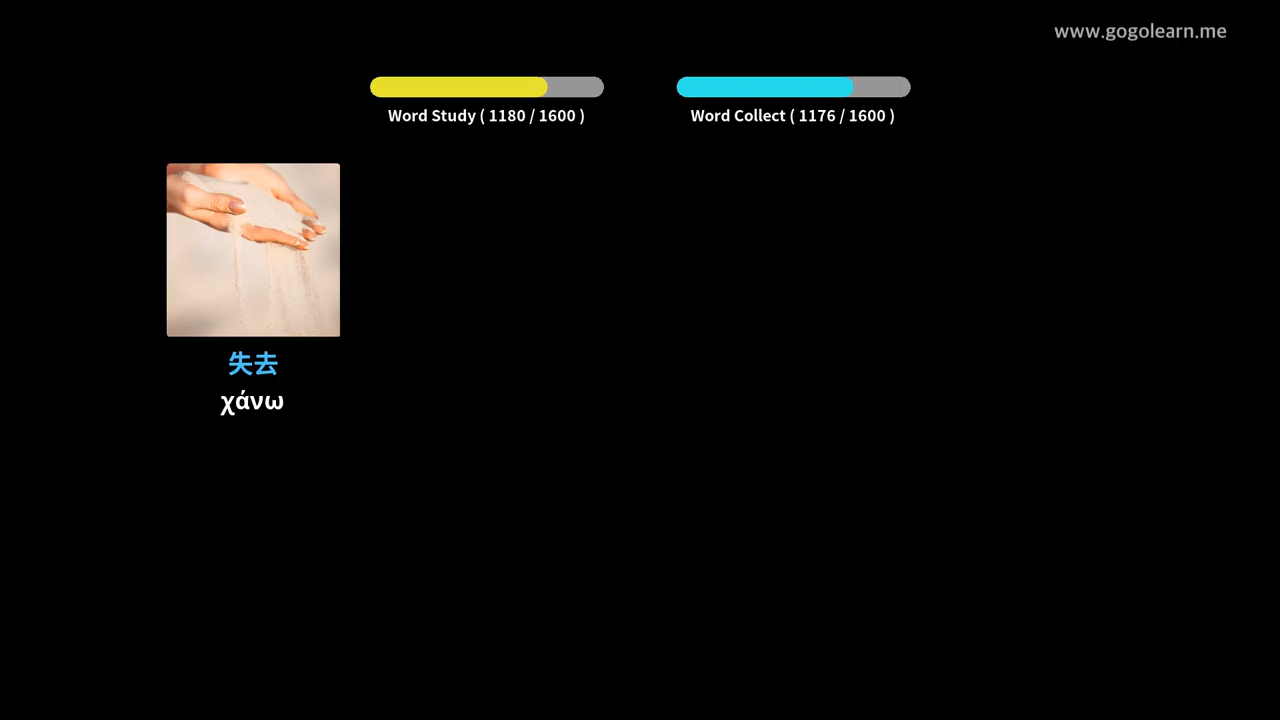 www.gogolearn.me
Word Study ( 1180 / 1600 )
Word Collect ( 1176 / 1600 )
失去
χάνω